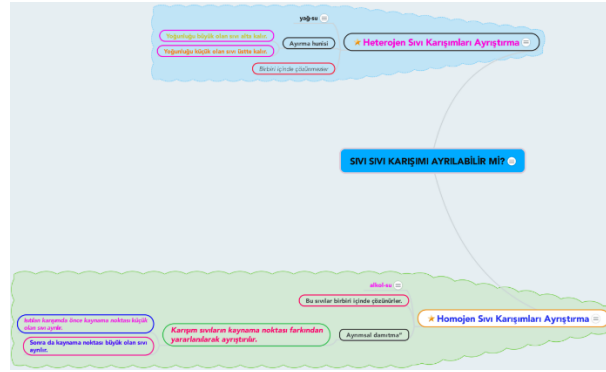 yağ-su
Yoğunluğu büyük olan sıvı altta kalır.
Yoğunluğu küçük olan sıvı üstte kalır.
Ayırma hunisi
Heterojen Sıvı Karışımları Ayrıştırma
Birbiri içinde çözünmezler
SIVI SIVI KARIŞIMI AYRILABİLİR Mİ?
alkol-su
Bu sıvılar birbiri içinde çözünürler.
Homojen Sıvı Karışımları Ayrıştırma
Isıtılan karışımda önce kaynama noktası küçük
olan sıvı ayrılır.
Karışım sıvıların kaynama noktası farkından
yararlanılarak ayrıştırılır.
Ayrımsal damıtma"
Sonra da kaynama noktası büyük olan sıvı
ayrılır.